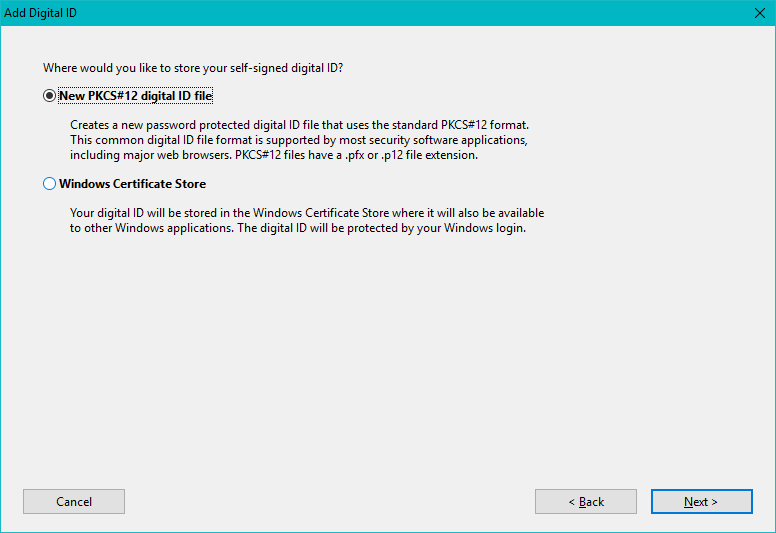 Add Digital ID
Where would you like to store your self-signed digital ID?
New PKCS#12 digital ID file
Creates a new password protected digital ID file that uses the standard PKCS#12 format.
This common digital ID file format is supported by most security software applications,
including major web browsers. PKCS#12 files have a .pfx or .p12 file extension.
Windows Certificate Store
Your digital ID will be stored in the Windows Certificate Store where it will also be available
to other Windows applications. The digital ID will be protected by your Windows login.
Cancel
< Back
Next >